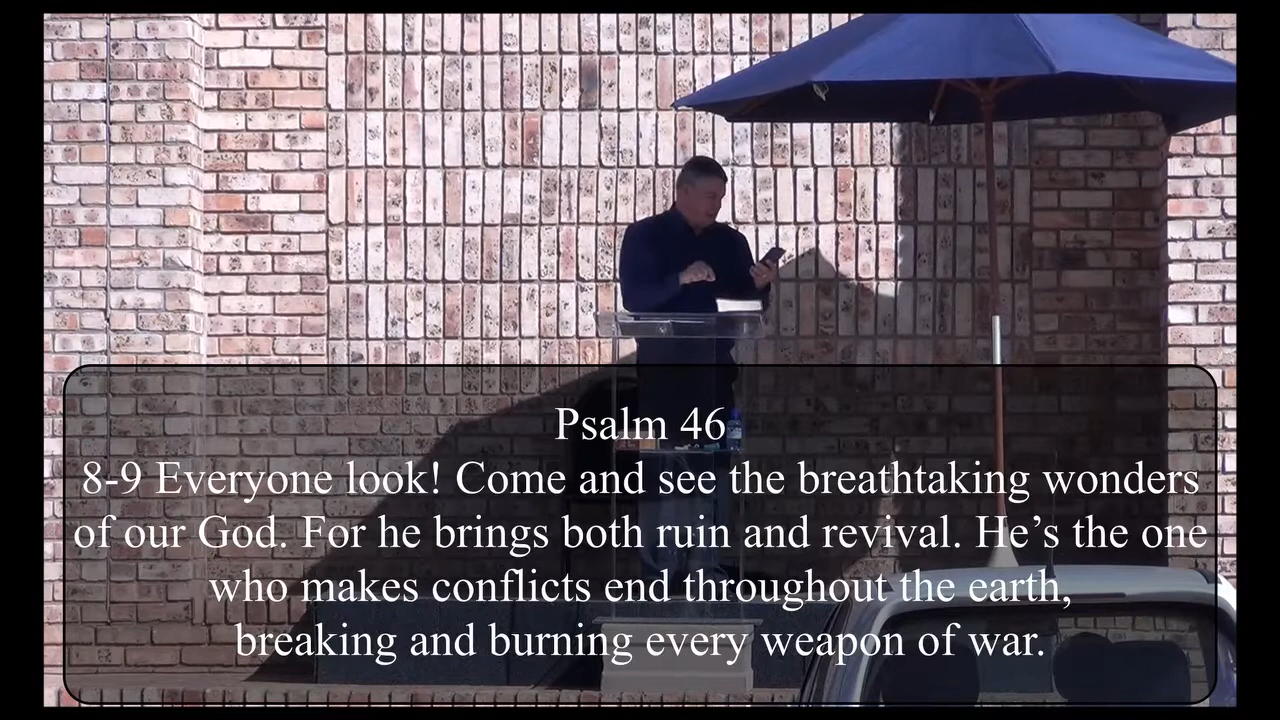 Psalm 46
8-9 Everyone look! Come and see the breathtaking wonders
of our God. For he brings both ruin and revival. He’s the one
who makes conflicts end throughout the earth,
breaking and burning every weapon of war.